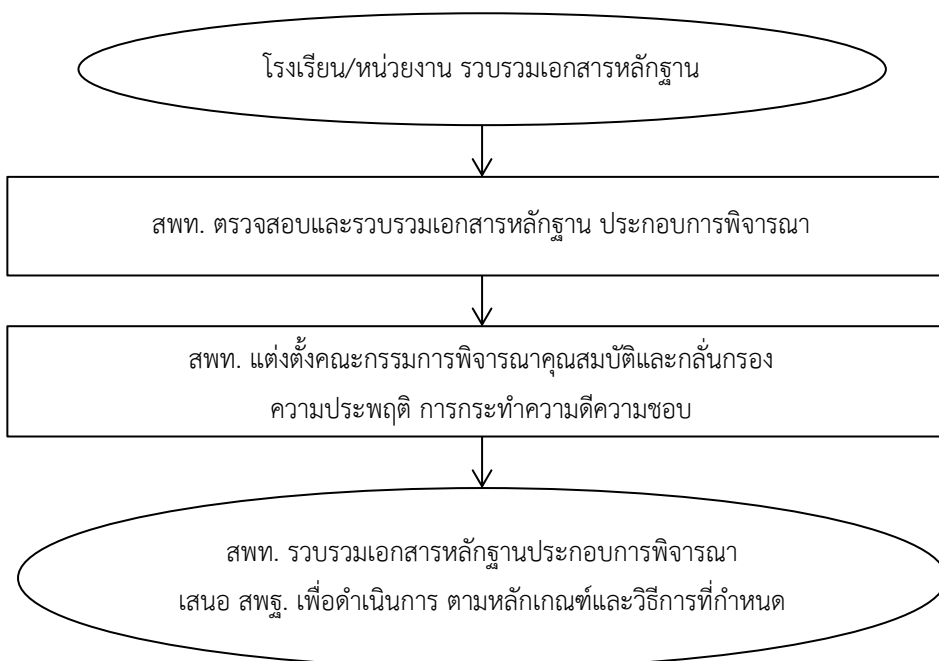 โรงเรียน/หน่วยงาน รวบรวมเอกสารหลักฐาน
สพท. ตรวจสอบและรวบรวมเอกสารหลักฐาน ประกอบการพิจารณา
สพท. แต่งตั้งคณะกรรมการพิจารณาคุณสมบัติและกลั่นกรอง
ความประพฤติ การกระทำความดีความชอบ
สพท. รวบรวมเอกสารหลักฐานประกอบการพิจารณา
เสนอ สพฐ. เพื่อดำเนินการ ตามหลักเกณฑ์และวิธีการที่กำหนด